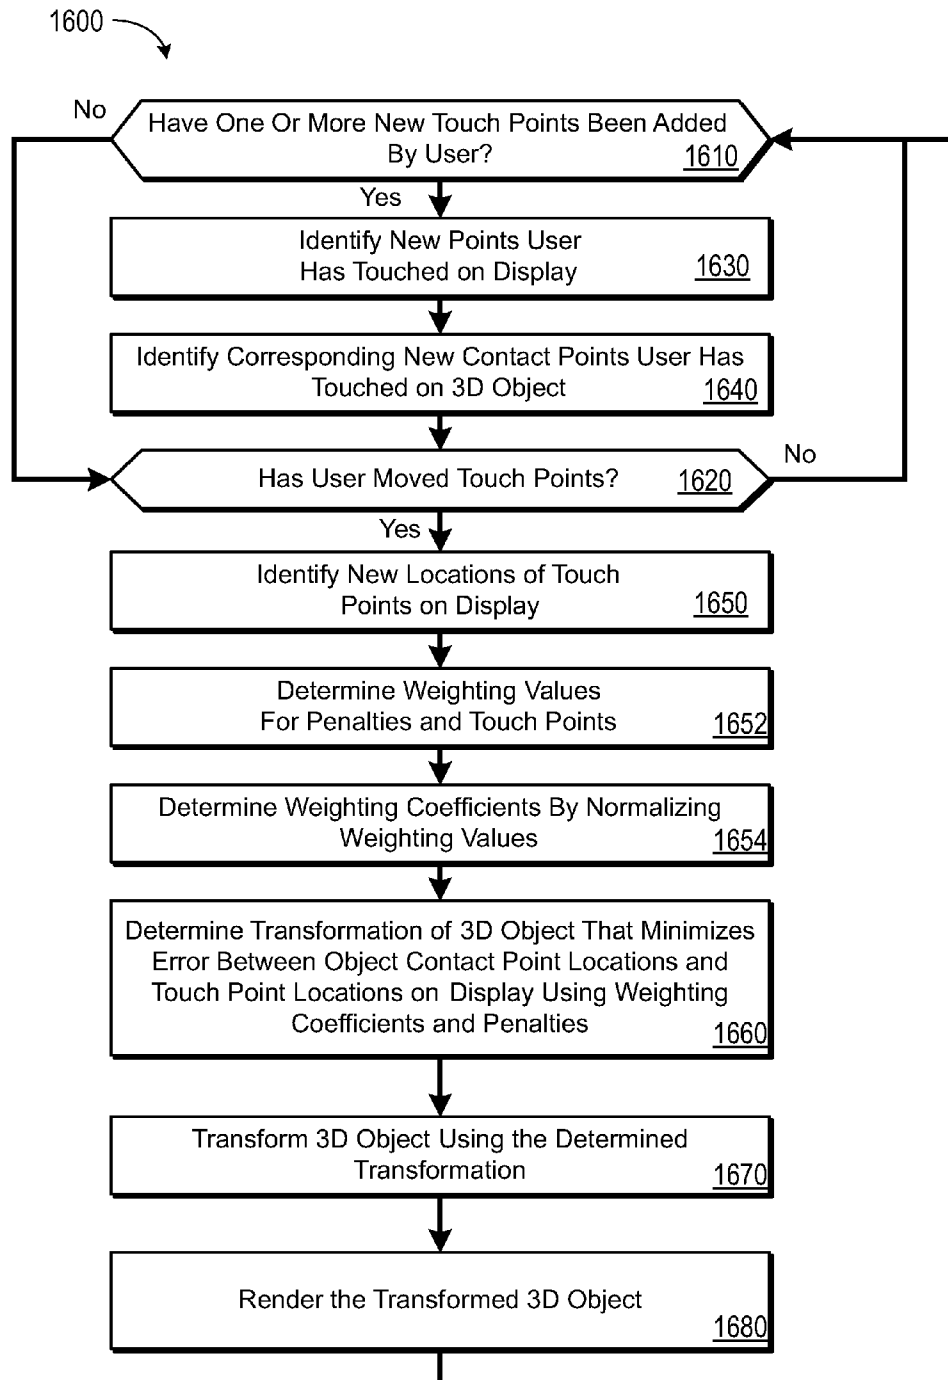 1600
No
Have One Or More New Touch Points Been Added
By User?
1610
Yes
Identify New Points User
Has Touched on Display
1630
Identify Corresponding New Contact Points User Has
Touched on 3D Object
1640
Has User Moved Touch Points?
1620
No
Yes
Identify New Locations of Touch
Points on Display
1650
Determine Weighting Values
For Penalties and Touch Points
1652
Determine Weighting Coefficients By Normalizing
Weighting Values
1654
Determine Transformation of 3D Object That Minimizes
Error Between Object Contact Point Locations and
Touch Point Locations on Display Using Weighting
Coefficients and Penalties
1660
Transform 3D Object Using the Determined
Transformation
1670
Render the Transformed 3D Object
1680